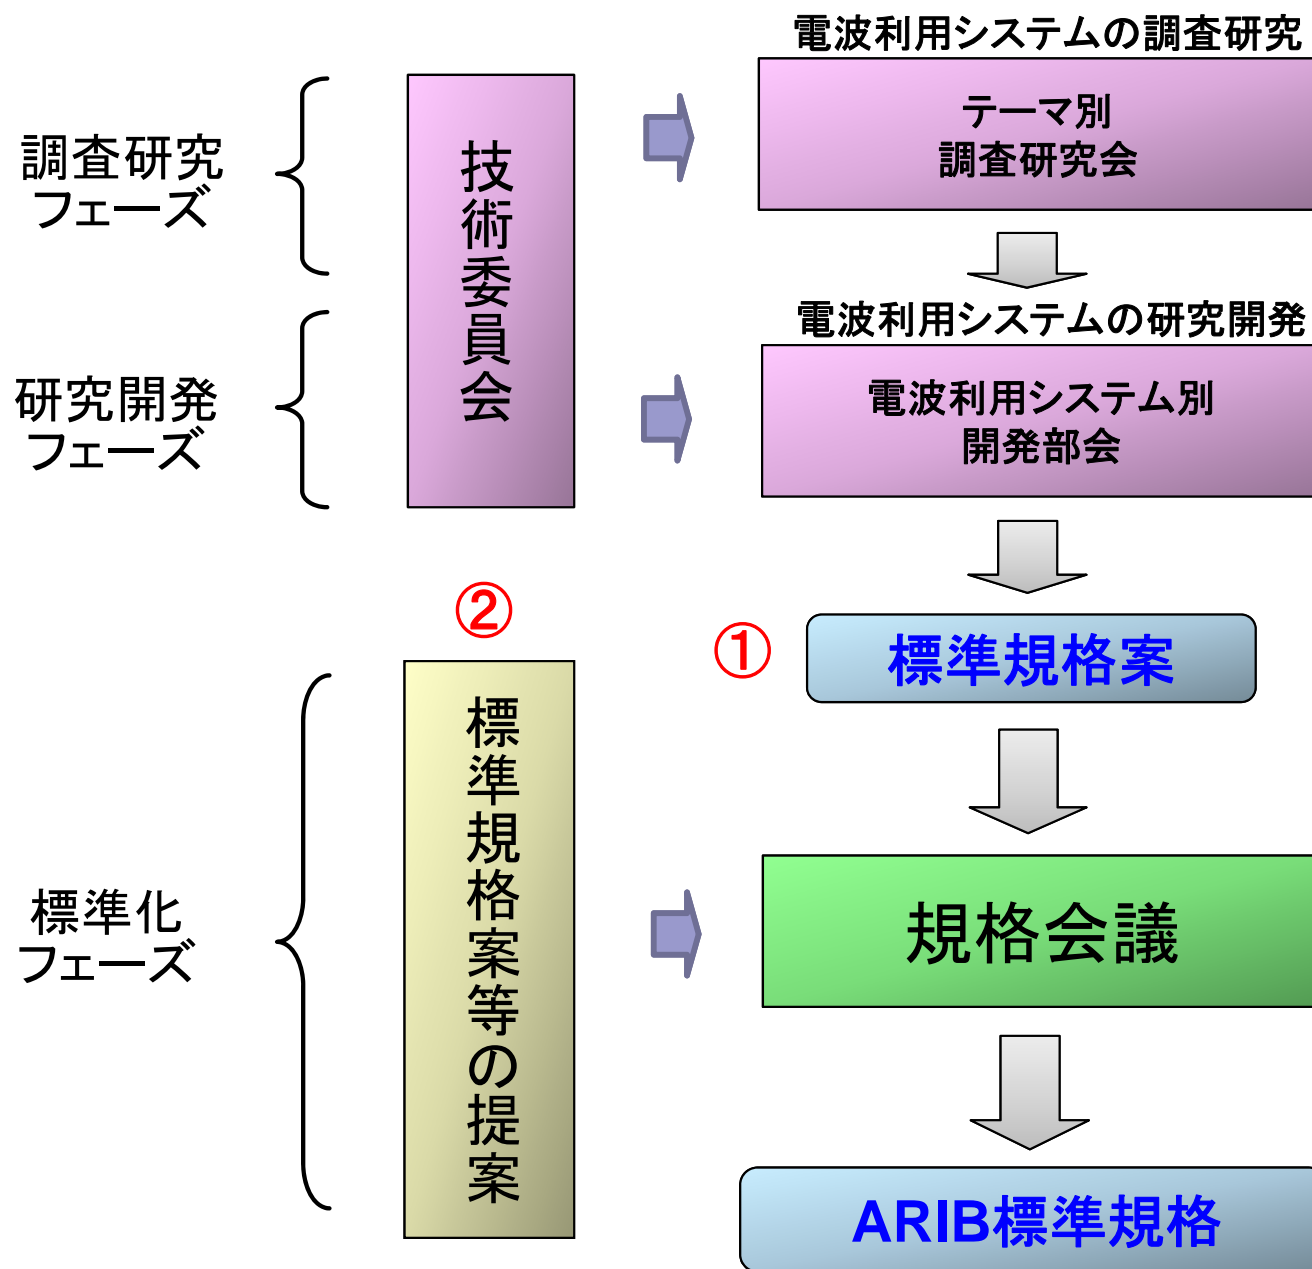 電波利用システムの調査研究
調査研究
フェーズ
技術委員会
テーマ別
調査研究会
電波利用システムの研究開発
研究開発
フェーズ
電波利用システム別
開発部会
②
①
標準規格案
標準化
フェーズ
標準規格案等の提案
規格会議
ARIB標準規格